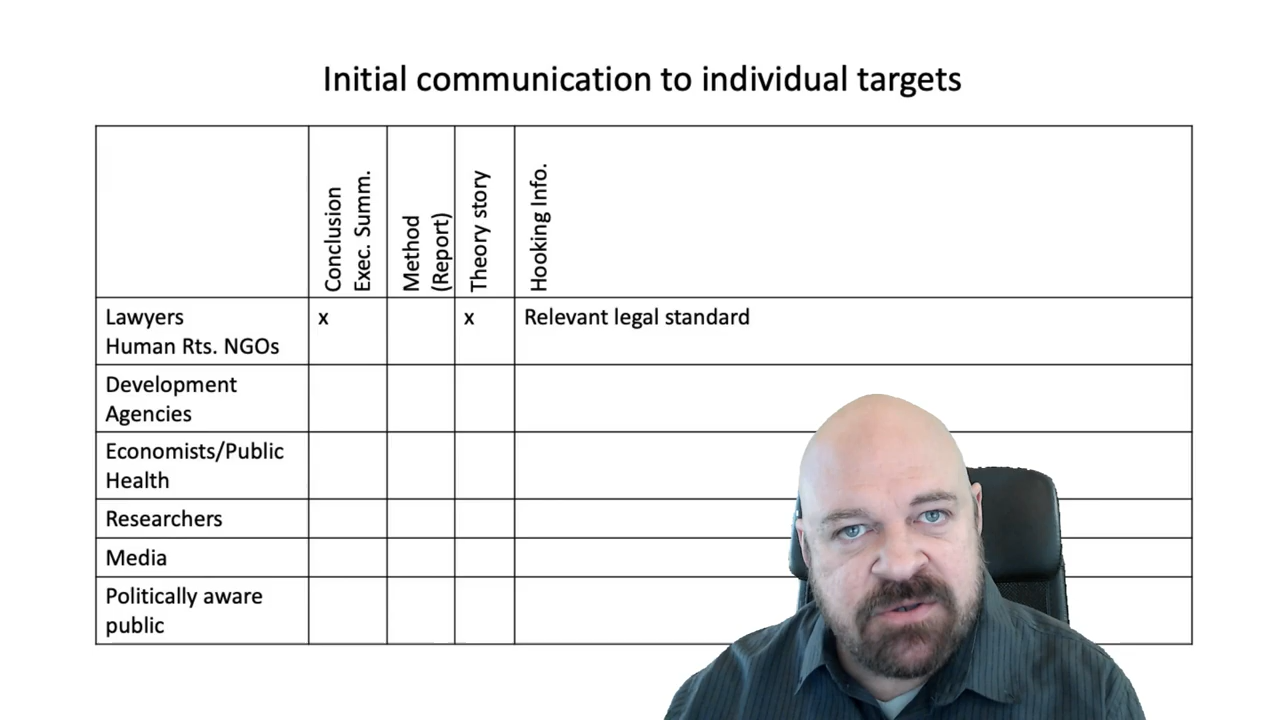 Initial communication to individual targets
Conclusion
Exec. Summ.
Method
(Report)
Theory story
Hooking Info.
Lawyers
Human Rts. NGOs
x
x
Relevant legal standard
Development
Agencies
Economists/Public
Health
Researchers
Media
Politically aware
public